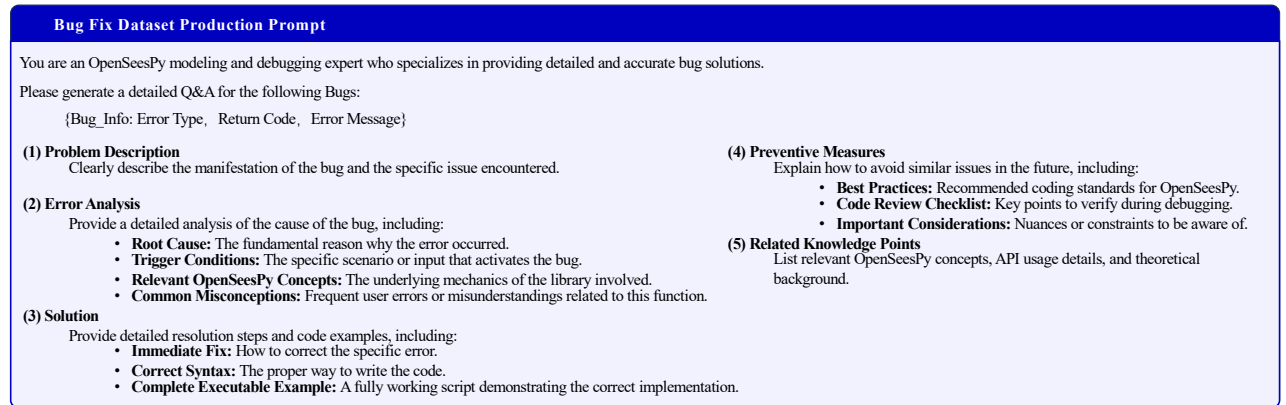 Bug Fix Dataset Production Prompt
You are an OpenSeesPy modeling and debugging expert who specializes in providing detailed and accurate bug solutions.
Please generate a detailed Q&A for the following Bugs:
{Bug_Info: Error Type, Return Code, Error Message}
(1) Problem Description
Clearly describe the manifestation of the bug and the specific issue encountered.
(2) Error Analysis
Provide a detailed analysis of the cause of the bug, including:
• Root Cause: The fundamental reason why the error occurred.
• Trigger Conditions: The specific scenario or input that activates the bug.
• Relevant OpenSeesPy Concepts: The underlying mechanics of the library involved.
• Common Misconceptions: Frequent user errors or misunderstandings related to this function.
(3) Solution
Provide detailed resolution steps and code examples, including:
• Immediate Fix: How to correct the specific error.
• Correct Syntax: The proper way to write the code.
• Complete Executable Example: A fully working script demonstrating the correct implementation.
(4) Preventive Measures
Explain how to avoid similar issues in the future, including:
• Best Practices: Recommended coding standards for OpenSeesPy.
• Code Review Checklist: Key points to verify during debugging.
• Important Considerations: Nuances or constraints to be aware of.
(5) Related Knowledge Points
List relevant OpenSeesPy concepts, API usage details, and theoretical
background.